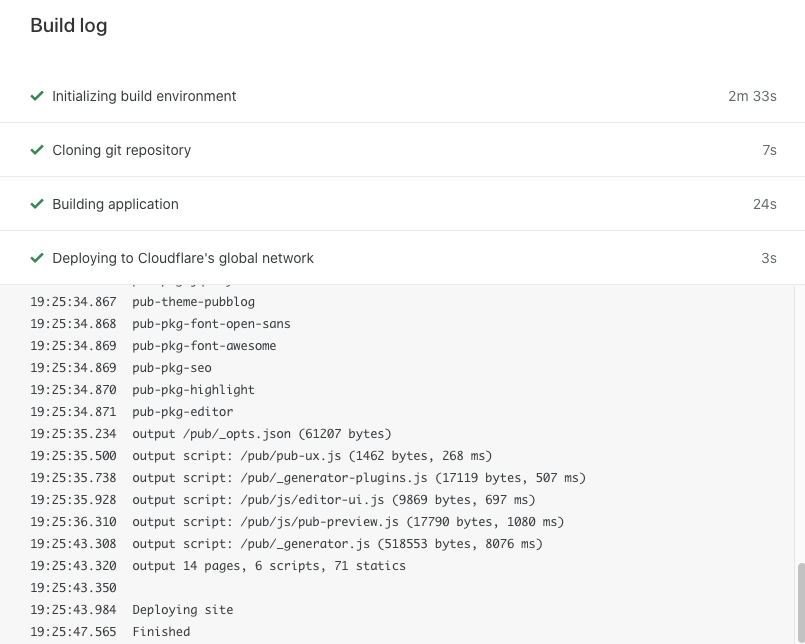 Build log
Initializing build environment 2m 33s
Cloning git repository 7s
Building application 24s
Deploying to Cloudflare's global network 3s
19:25:34.867 pub-theme-pubblog
19:25:34.868 pub-pkg-font-open-sans
19:25:34.869 pub-pkg-font-awesome
19:25:34.869 pub-pkg-seo
19:25:34.870 pub-pkg-highlight
19:25:34.871 pub-pkg-editor
19:25:35.234 output /pub/_opts.json (61207 bytes)
19:25:35.500 output script: /pub/pub-ux.js (1462 bytes, 268 ms)
19:25:35.738 output script: /pub/_generator-plugins.js (17119 bytes, 507 ms)
19:25:35.928 output script: /pub/js/editor-ui.js (9869 bytes, 697 ms)
19:25:36.310 output script: /pub/js/pub-preview.js (17790 bytes, 1080 ms)
19:25:43.308 output script: /pub/_generator.js (518553 bytes, 8076 ms)
19:25:43.320 output 14 pages, 6 scripts, 71 statics
19:25:43.350
19:25:43.984 Deploying site
19:25:47.565 Finished